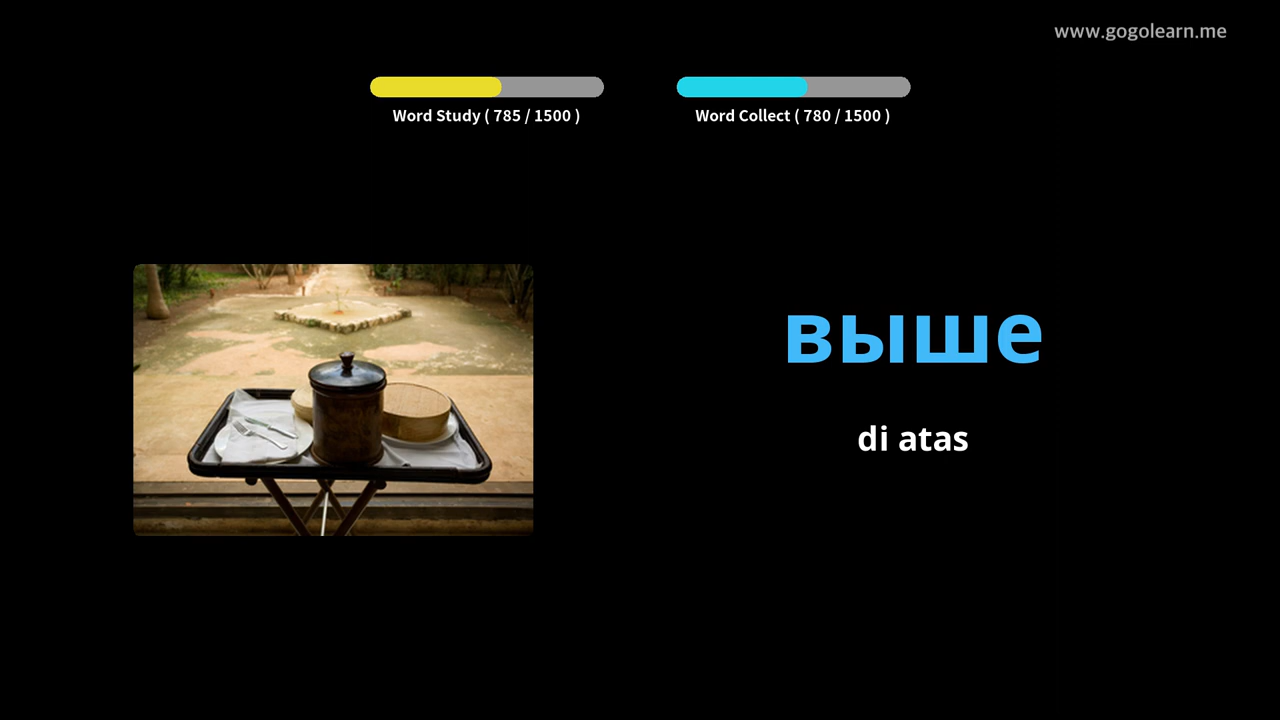 www.gogolearn.me
Word Study ( 785 / 1500 )
Word Collect ( 780 / 1500 )
выше
di atas